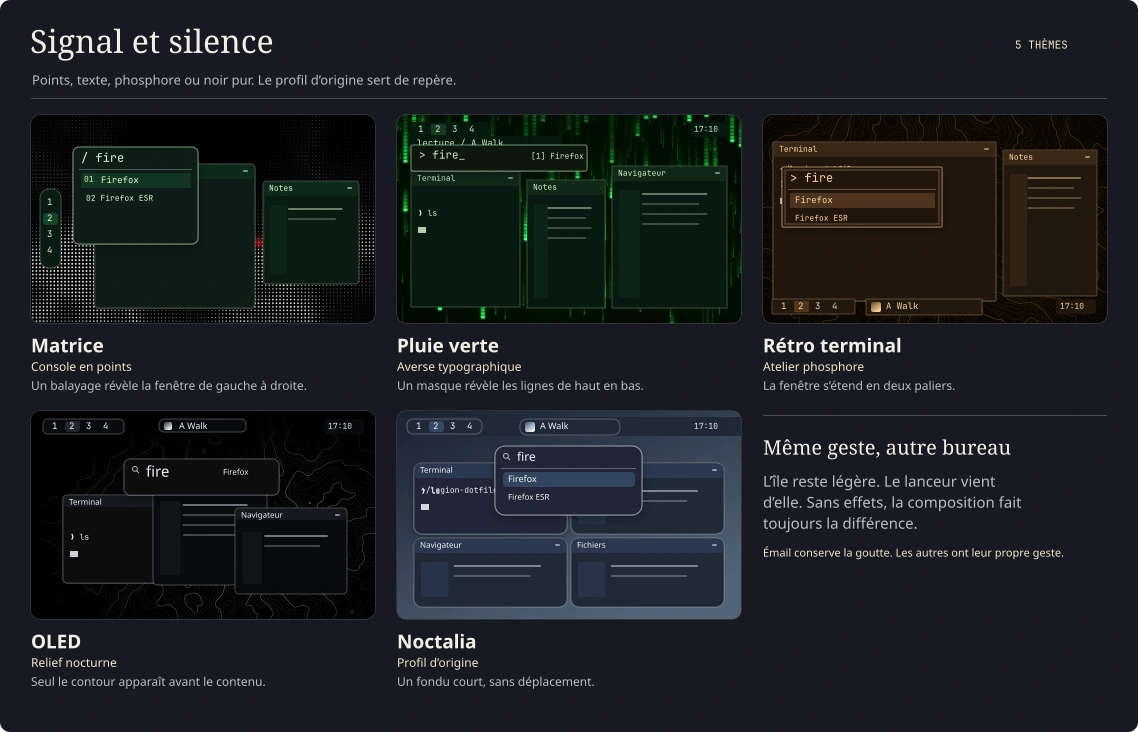 Signal et silence
5 THÈMES
Points, texte, phosphore ou noir pur. Le profil d’origine sert de repère.
/ fire
01 Firefox
02 Firefox ESR
1
2
3
4
Notes
1 2 3 4
17:10
lecture / A Walk
> fire_
[1] Firefox
Terminal
Notes
Navigateur
❯ ls
Terminal
Notes
> fire
Firefox
Firefox ESR
1 2 3 4
A Walk
17:10
Matrice
Console en points
Un balayage révèle la fenêtre de gauche à droite.
Pluie verte
Averse typographique
Un masque révèle les lignes de haut en bas.
Rétro terminal
Atelier phosphore
La fenêtre s’étend en deux paliers.
1 2 3 4
A Walk
17:10
fire
Firefox
Terminal
Navigateur
❯ ls
1 2 3 4
A Walk
17:10
fire
Firefox
Firefox ESR
Terminal
Navigateur
Fichiers
Même geste, autre bureau
L’île reste légère. Le lanceur vient
d’elle. Sans effets, la composition fait
toujours la différence.
Émail conserve la goutte. Les autres ont leur propre geste.
OLED
Relief nocturne
Seul le contour apparaît avant le contenu.
Noctalia
Profil d’origine
Un fondu court, sans déplacement.